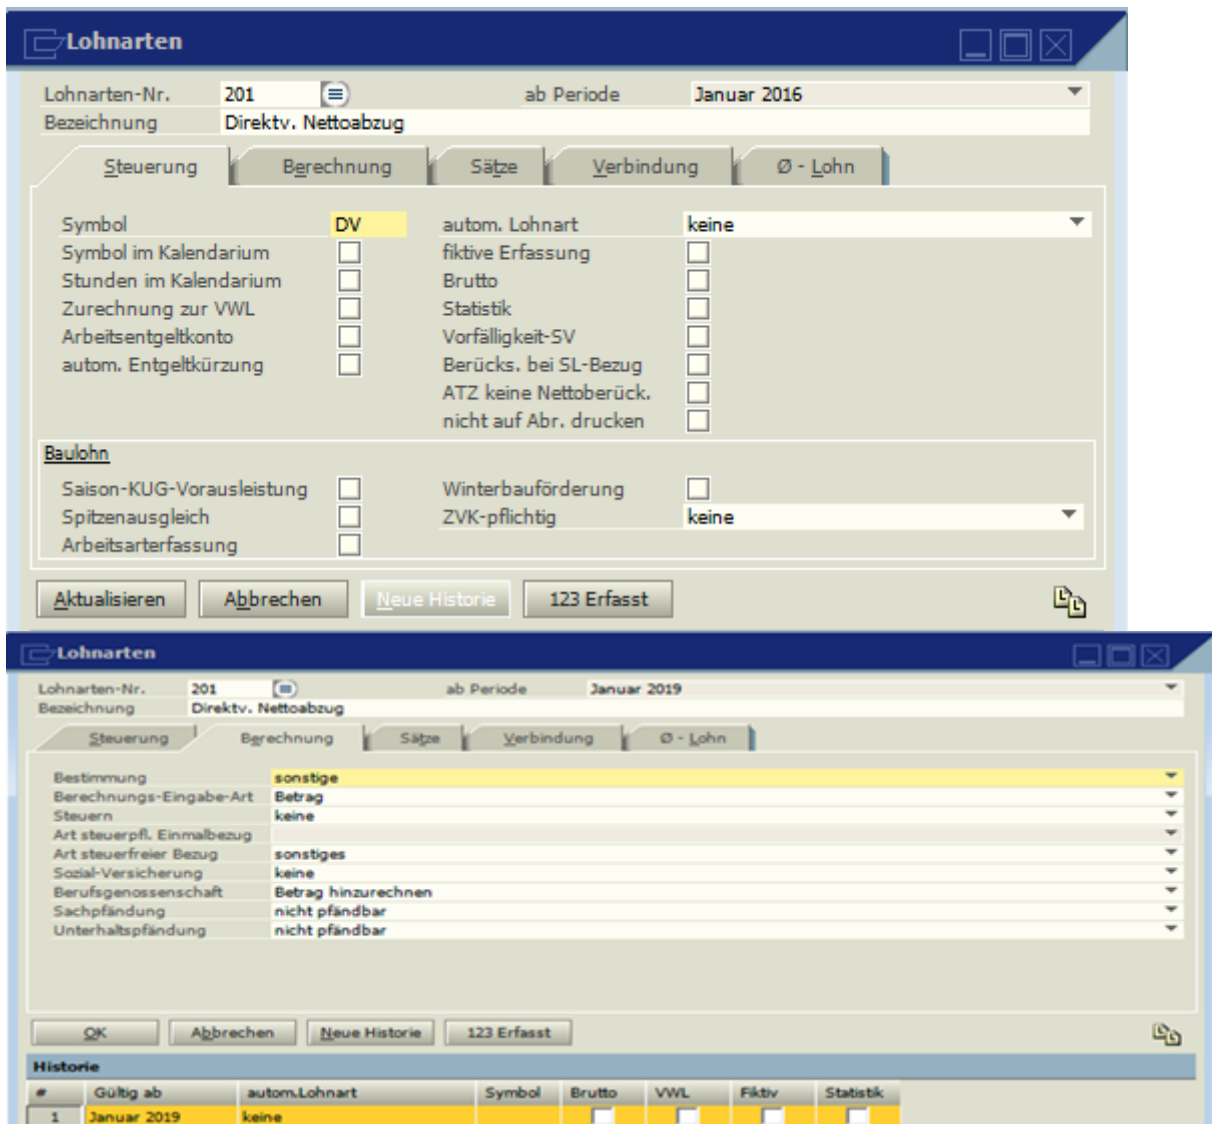 Lohnarten
Lohnarten-Nr. 201 ab Periode Januar 2016
Bezeichnung Direktv. Nettoabzug
Steuerung Berechnung Sätze Verbindung Ø - Lohn
Symbol DV autom. Lohnart keine
Symbol im Kalendarium fiktive Erfassung
Stunden im Kalendarium Brutto
Zurechnung zur VWL Statistik
Arbeitsentgeltkonto Vorfälligkeit-SV
autom. Entgeltkürzung Berücks. bei SL-Bezug
ATZ keine Nettoberück.
nicht auf Abr. drucken
Baulohn
Saison-KUG-Vorausleistung Winterbauförderung
Spitzenausgleich ZVK-pflichtig keine
Arbeitsarterfassung
Aktualisieren Abbrechen Neue Historie 123 Erfasst
Lohnarten
Lohnarten-Nr. 201 ab Periode Januar 2019
Bezeichnung Direktv. Nettoabzug
Steuerung Berechnung Sätze Verbindung Ø - Lohn
Bestimmung sonstige
Berechnungs-Eingabe-Art Betrag
Steuern keine
Art steuerpfl. Einmalbezug
Art steuerfreier Bezug sonstiges
Sozial-Versicherung keine
Berufsgenossenschaft Betrag hinzurechnen
Sachpfändung nicht pfändbar
Unterhaltspfändung nicht pfändbar
OK Abbrechen Neue Historie 123 Erfasst
Historie
# Gültig ab autom.Lohnart Symbol Brutto VWL Fiktiv Statistik
1 Januar 2019 keine